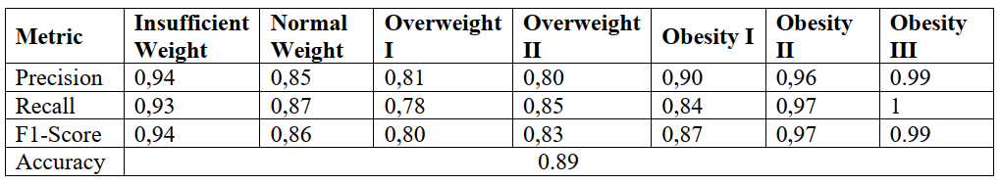 Metric Insufficient Weight Normal Weight Overweight I Overweight II Obesity I Obesity II Obesity III
Precision 0,94 0,85 0,81 0,80 0,90 0,96 0.99
Recall 0,93 0,87 0,78 0,85 0,84 0,97 1
F1-Score 0,94 0,86 0,80 0,83 0,87 0,97 0.99
Accuracy 0.89